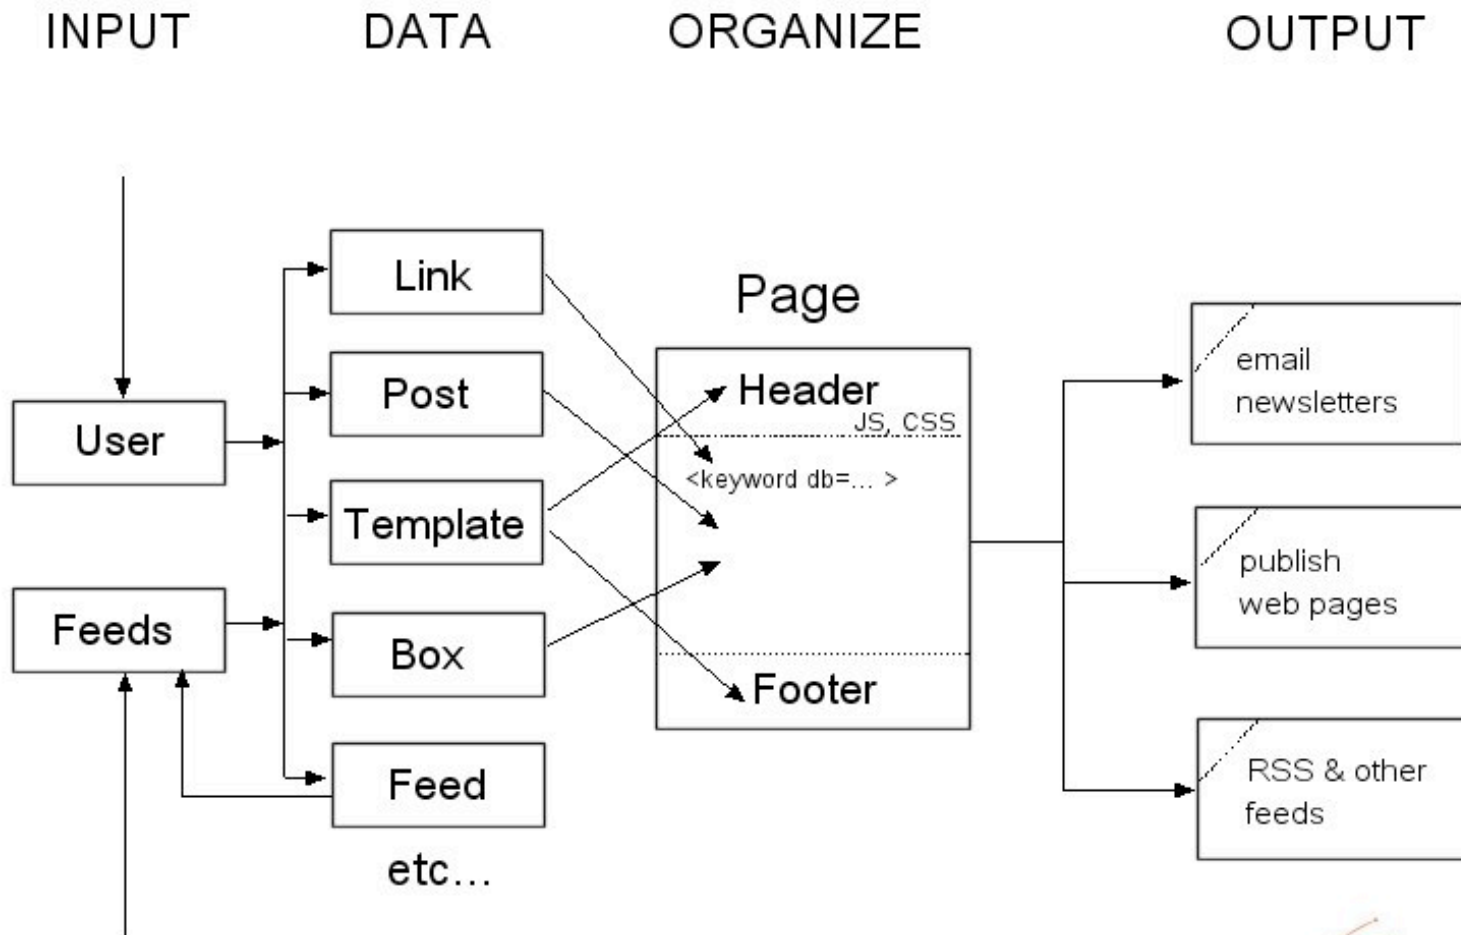 INPUT
DATA
ORGANIZE
OUTPUT
User
Feeds
Link
Post
Template
Box
Feed
etc...
Page
Header
JS, CSS
<keyword db=... >
Footer
email
newsletters
publish
web pages
RSS & other
feeds